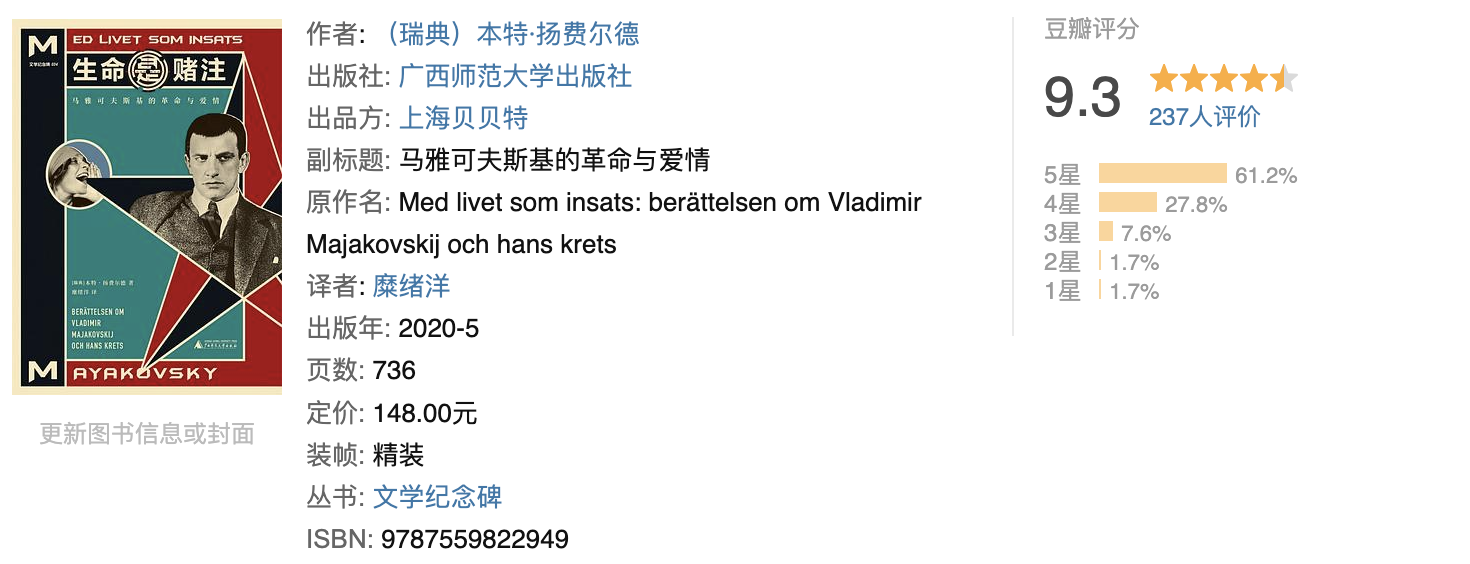 M ED LIVET SOM INSATS
文学纪念碑
生命是赌注
马雅可夫斯基的革命与爱情
[瑞典]本特·扬费尔德 著
糜绪洋 译
BERÄTTELSEN OM
VLADIMIR
MAJAKOVSKIJ
OCH HANS KRETS
MAYAKOVSKY
更新图书信息或封面
作者: （瑞典）本特·扬费尔德
出版社: 广西师范大学出版社
出品方: 上海贝贝特
副标题: 马雅可夫斯基的革命与爱情
原作名: Med livet som insats: berättelsen om Vladimir
Majakovskij och hans krets
译者: 糜绪洋
出版年: 2020-5
页数: 736
定价: 148.00元
装帧: 精装
丛书: 文学纪念碑
ISBN: 9787559822949
豆瓣评分
9.3
237人评价
5星 61.2%
4星 27.8%
3星 7.6%
2星 1.7%
1星 1.7%